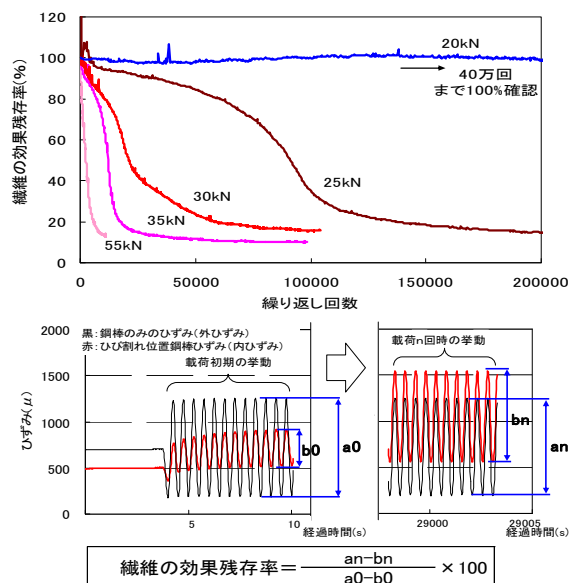 120
100
80
60
40
20
0
繊維の効果残存率(%)
20kN
40万回
まで100%確認
25kN
30kN
35kN
55kN
0
50000
100000
150000
200000
繰り返し回数
黒：鋼棒のみのひずみ(外ひずみ)
赤：ひび割れ位置鋼棒ひずみ(内ひずみ)
載荷初期の挙動
載荷n回時の挙動
2000
1500
1000
500
0
ひずみ(μ)
b0
a0
bn
an
5
10
経過時間(s)
29000
29005
経過時間(s)
繊維の効果残存率＝an-bn/a0-b0×100